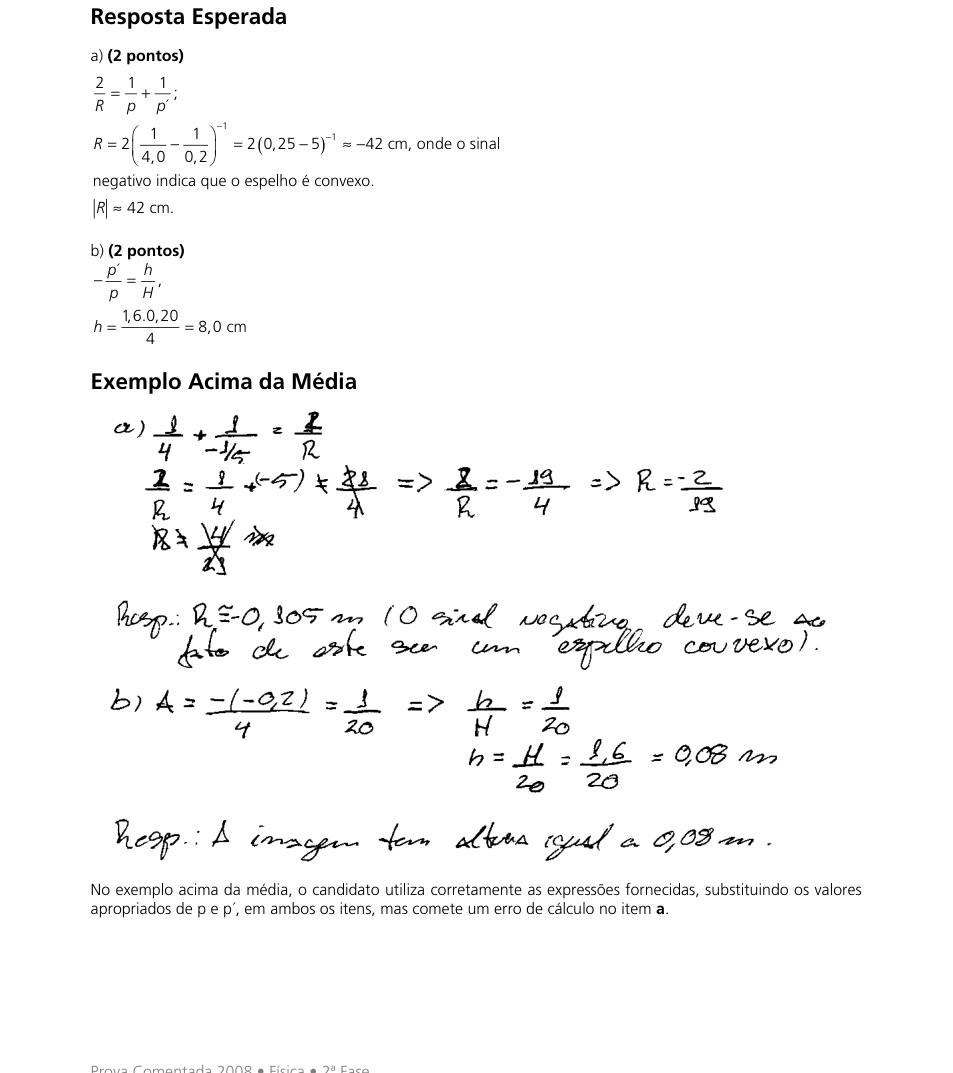 Resposta Esperada
a) (2 pontos)
2/R = 1/p + 1/p´;
R = 2(1/4,0 − 1/0,2)⁻¹ = 2(0,25 − 5)⁻¹ ≈ −42 cm, onde o sinal
negativo indica que o espelho é convexo.
|R| ≈ 42 cm.
b) (2 pontos)
−p´/p = h/H,
h = 1,6.0,20/4 = 8,0 cm
Exemplo Acima da Média
a) 1/4 + 1/−1/5 = 2/R
2/R = 1/4 + (−5) => 2/R = −19/4 => R = −2/19
Resp.: R ≅ −0,105 m (O sinal negativo deve-se ao
fato de este ser um espelho convexo).
b) A = −(−0,2)/4 = 1/20 => h/H = 1/20
h = H/20 = 1,6/20 = 0,08 m
Resp.: A imagem tem altura igual a 0,08 m.
No exemplo acima da média, o candidato utiliza corretamente as expressões fornecidas, substituindo os valores
apropriados de p e p´, em ambos os itens, mas comete um erro de cálculo no item a.
Prova Comentada 2008 • Física • 2ª Fase